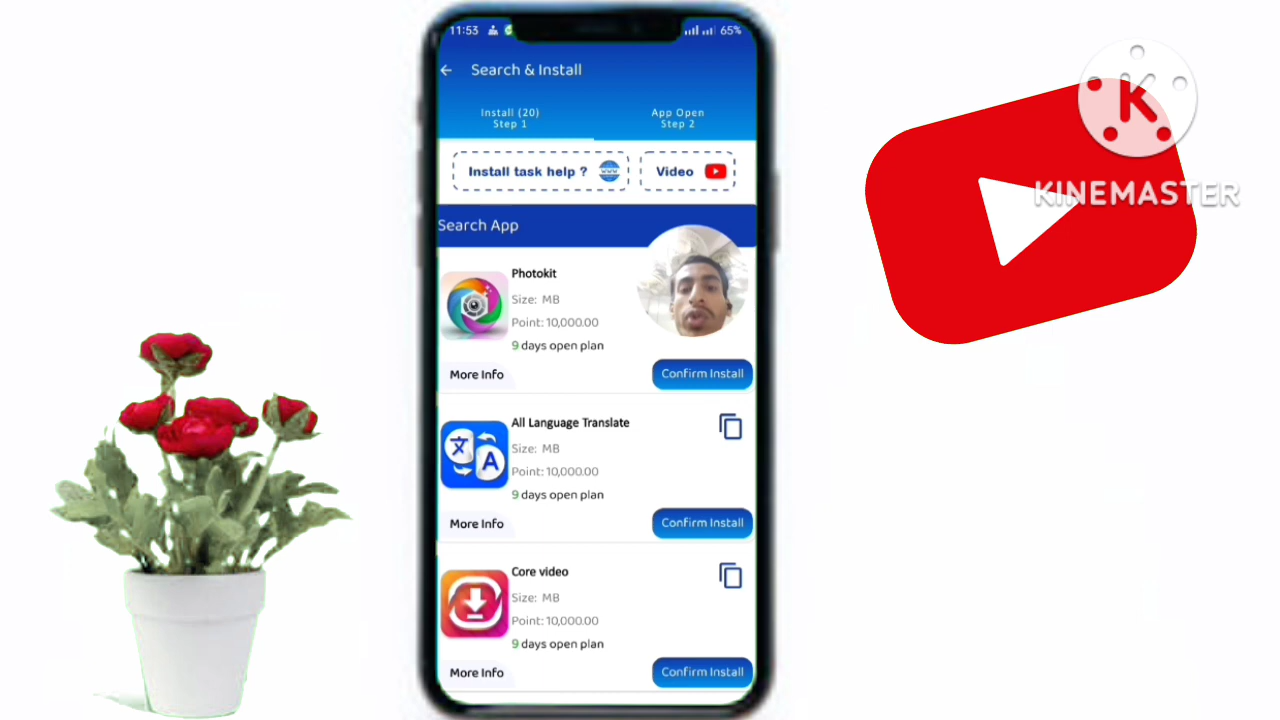 11:53
65%
Search & Install
Install (20)
Step 1
App Open
Step 2
Install task help ?
Video
Search App
Photokit
Size: MB
Point: 10,000.00
9 days open plan
More Info
Confirm Install
All Language Translate
Size: MB
Point: 10,000.00
9 days open plan
More Info
Confirm Install
Core video
Size: MB
Point: 10,000.00
9 days open plan
More Info
Confirm Install
K
KINEMASTER